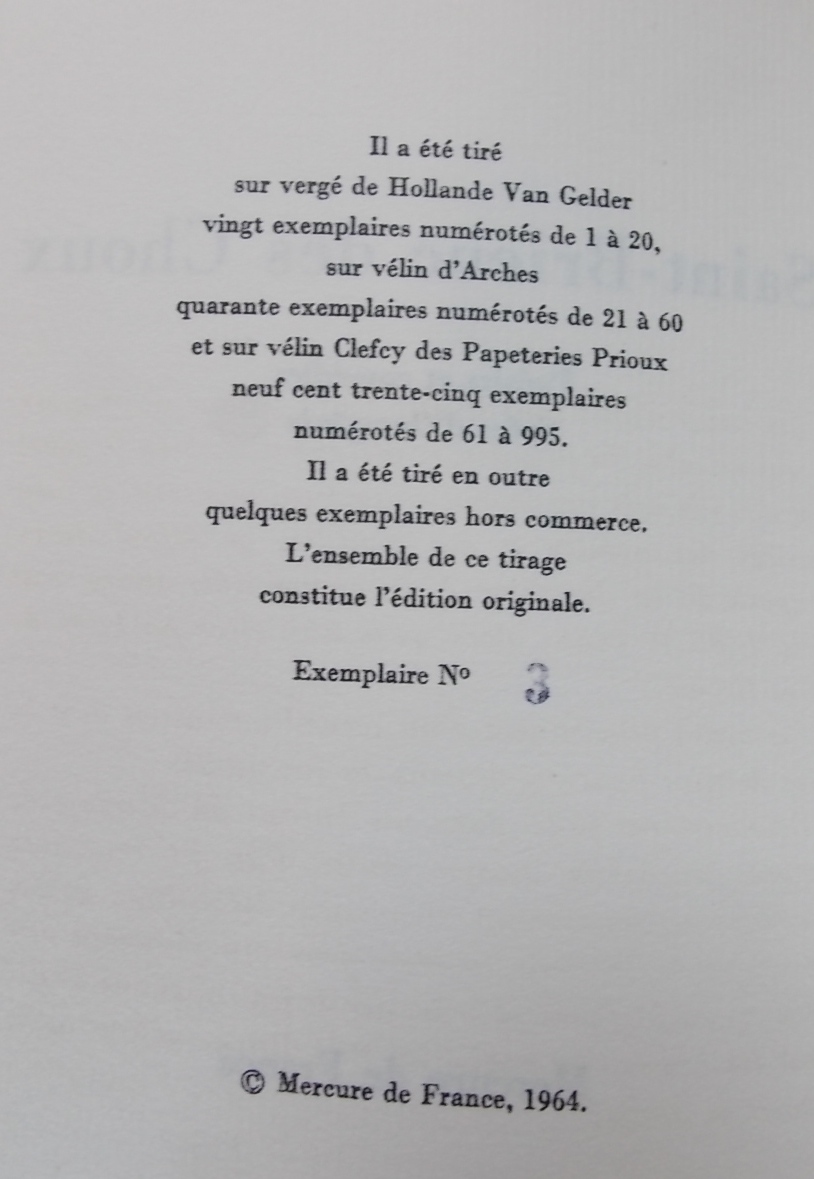 Il a été tiré
sur vergé de Hollande Van Gelder
vingt exemplaires numérotés de 1 à 20,
sur vélin d'Arches
quarante exemplaires numérotés de 21 à 60
et sur vélin Clefcy des Papeteries Prioux
neuf cent trente-cinq exemplaires
numérotés de 61 à 995.
Il a été tiré en outre
quelques exemplaires hors commerce.
L'ensemble de ce tirage
constitue l'édition originale.
Exemplaire Nº 3
© Mercure de France, 1964.